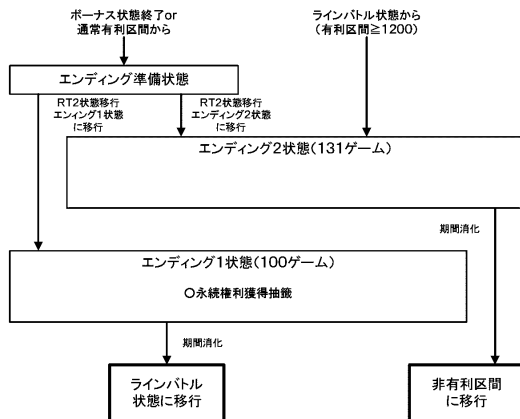 ボーナス状態終了or
通常有利区間から
ラインバトル状態から
(有利区間≧1200)
エンディング準備状態
RT2状態移行
エンィング1状態
に移行
RT2状態移行
エンディング2状態
に移行
エンディング2状態(131ゲーム)
期間消化
エンディング1状態(100ゲーム)
〇永続権利獲得抽籤
期間消化
ラインバトル
状態に移行
非有利区間
に移行